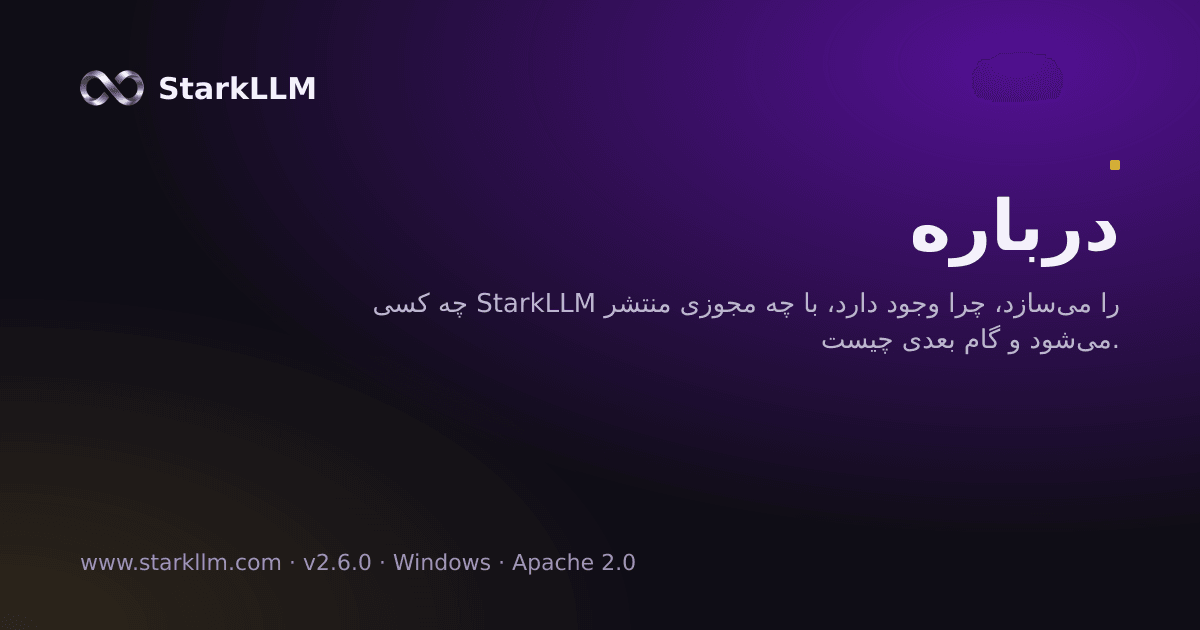 StarkLLM
درباره
چه کسی StarkLLM را می‌سازد، چرا وجود دارد، با چه مجوزی منتشر
می‌شود و گام بعدی چیست.
www.starkllm.com · v2.6.0 · Windows · Apache 2.0